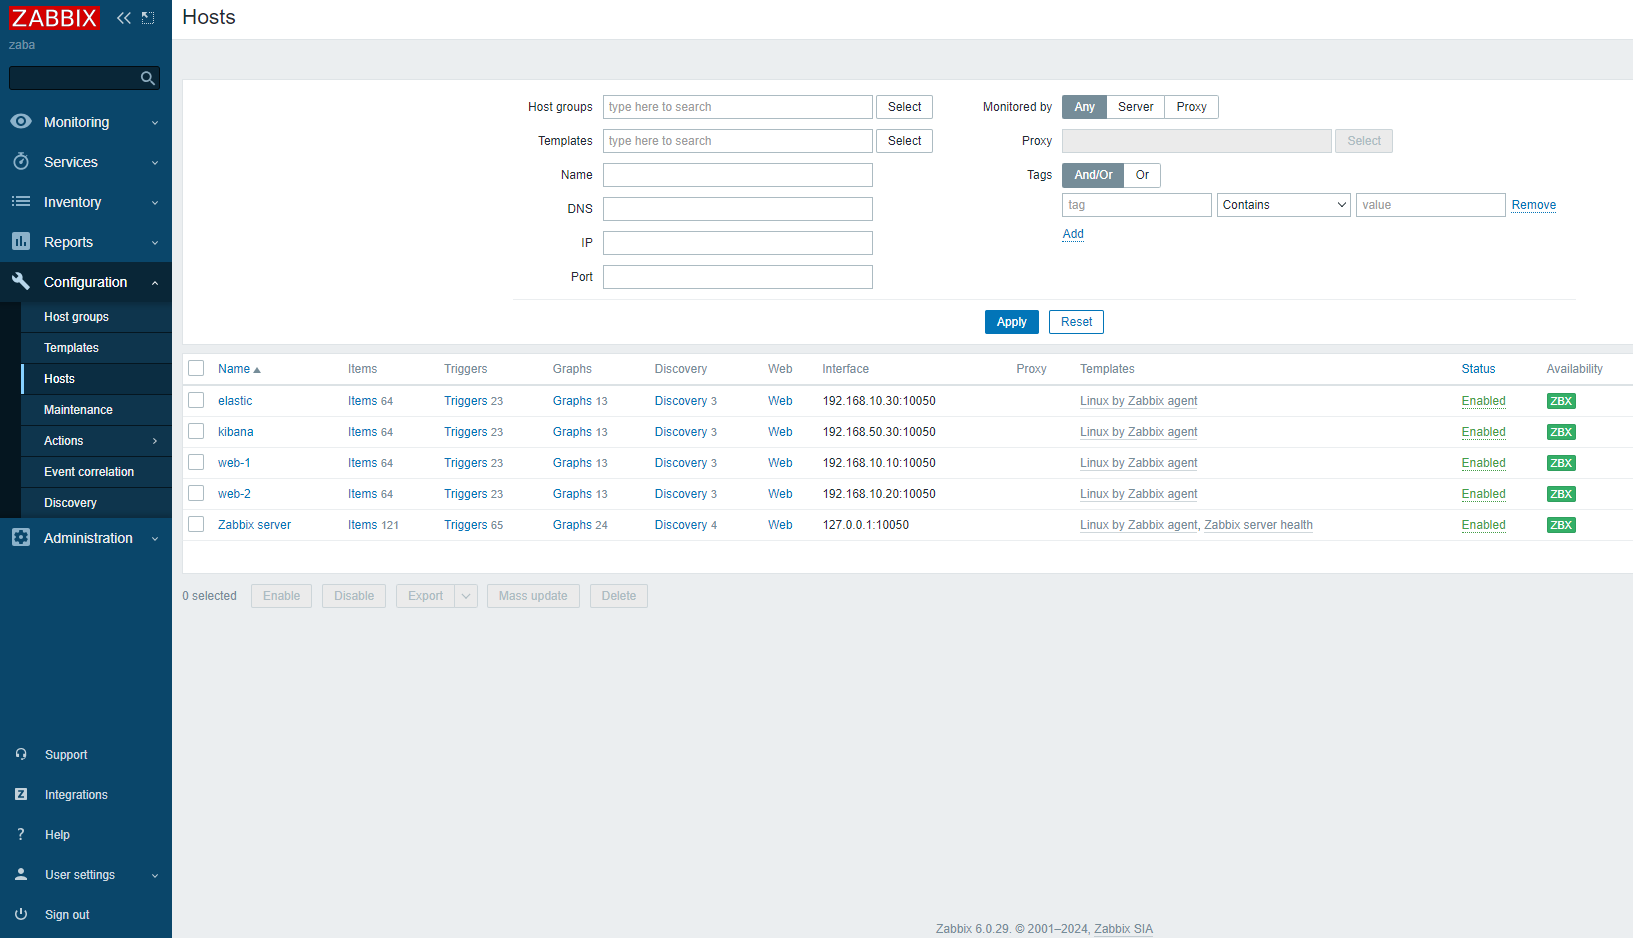 ZABBIX
zaba
Monitoring
Services
Inventory
Reports
Configuration
Host groups
Templates
Hosts
Maintenance
Actions
Event correlation
Discovery
Administration
Support
Integrations
Help
User settings
Sign out
Hosts
Host groups type here to search Select
Templates type here to search Select
Name
DNS
IP
Port
Monitored by Any Server Proxy
Proxy Select
Tags And/Or Or
tag Contains value Remove
Add
Apply Reset
Name Items Triggers Graphs Discovery Web Interface Proxy Templates Status Availability
elastic Items 64 Triggers 23 Graphs 13 Discovery 3 Web 192.168.10.30:10050 Linux by Zabbix agent Enabled ZBX
kibana Items 64 Triggers 23 Graphs 13 Discovery 3 Web 192.168.50.30:10050 Linux by Zabbix agent Enabled ZBX
web-1 Items 64 Triggers 23 Graphs 13 Discovery 3 Web 192.168.10.10:10050 Linux by Zabbix agent Enabled ZBX
web-2 Items 64 Triggers 23 Graphs 13 Discovery 3 Web 192.168.10.20:10050 Linux by Zabbix agent Enabled ZBX
Zabbix server Items 121 Triggers 65 Graphs 24 Discovery 4 Web 127.0.0.1:10050 Linux by Zabbix agent, Zabbix server health Enabled ZBX
0 selected Enable Disable Export Mass update Delete
Zabbix 6.0.29. © 2001–2024, Zabbix SIA